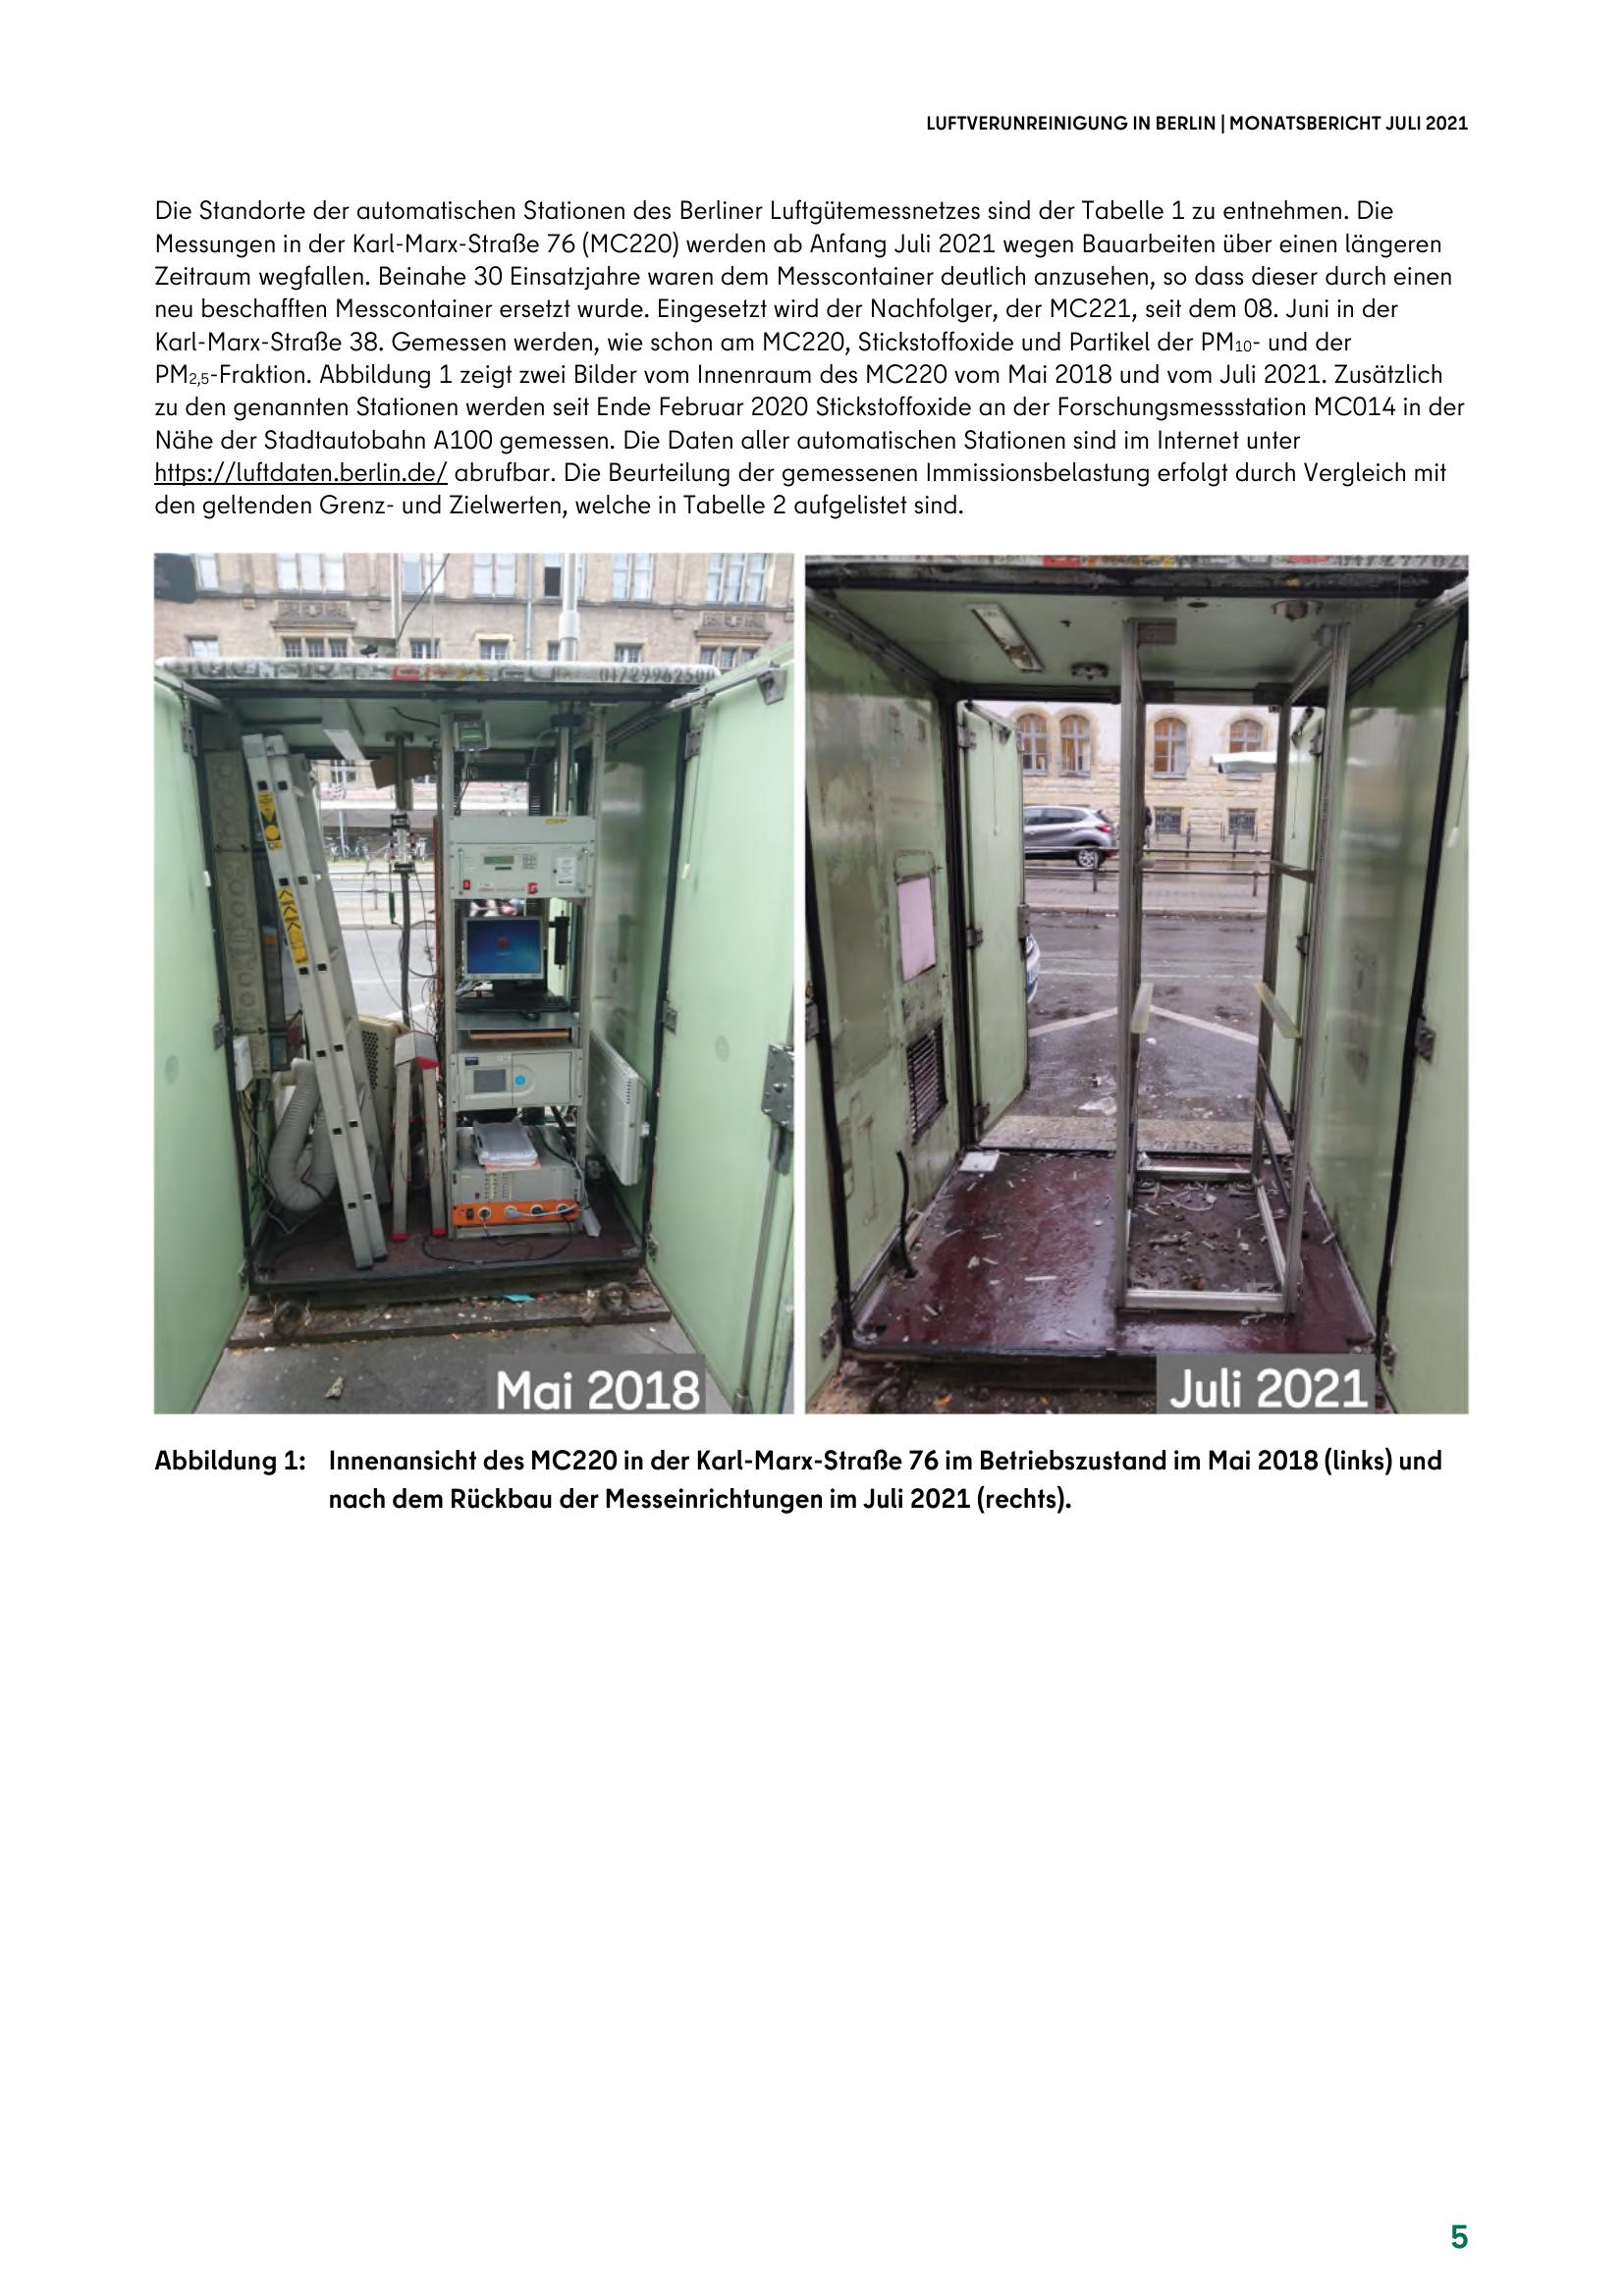 LUFTVERUNREINIGUNG IN BERLIN | MONATSBERICHT JULI 2021
Die Standorte der automatischen Stationen des Berliner Luftgütemessnetzes sind der Tabelle 1 zu entnehmen. Die
Messungen in der Karl-Marx-Straße 76 (MC220) werden ab Anfang Juli 2021 wegen Bauarbeiten über einen längeren
Zeitraum wegfallen. Beinahe 30 Einsatzjahre waren dem Messcontainer deutlich anzusehen, so dass dieser durch einen
neu beschafften Messcontainer ersetzt wurde. Eingesetzt wird der Nachfolger, der MC221, seit dem 08. Juni in der
Karl-Marx-Straße 38. Gemessen werden, wie schon am MC220, Stickstoffoxide und Partikel der PM₁₀- und der
PM₂,₅-Fraktion. Abbildung 1 zeigt zwei Bilder vom Innenraum des MC220 vom Mai 2018 und vom Juli 2021. Zusätzlich
zu den genannten Stationen werden seit Ende Februar 2020 Stickstoffoxide an der Forschungsmessstation MC014 in der
Nähe der Stadtautobahn A100 gemessen. Die Daten aller automatischen Stationen sind im Internet unter
https://luftdaten.berlin.de/ abrufbar. Die Beurteilung der gemessenen Immissionsbelastung erfolgt durch Vergleich mit
den geltenden Grenz- und Zielwerten, welche in Tabelle 2 aufgelistet sind.
Mai 2018
Juli 2021
Abbildung 1: Innenansicht des MC220 in der Karl-Marx-Straße 76 im Betriebszustand im Mai 2018 (links) und
nach dem Rückbau der Messeinrichtungen im Juli 2021 (rechts).
5